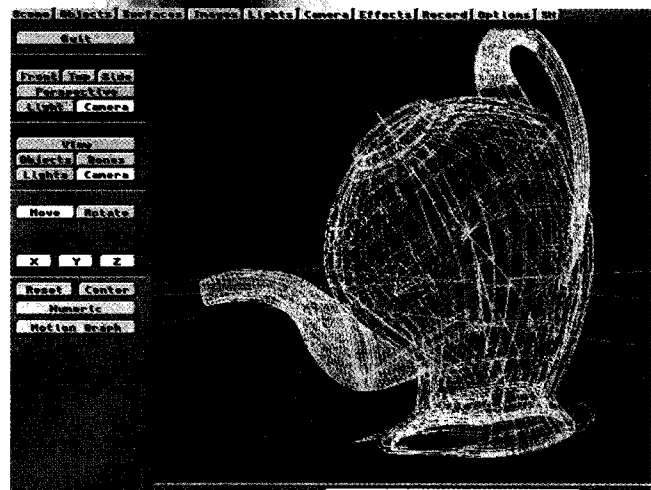 Scene Objects Surfaces Images Lights Camera Effects Record Options
Quit
Front Top Side
Perspective
Light Camera
View
Objects Bones
Lights Camera
Move Rotate
X Y Z
Reset Center
Numeric
Motion Graph